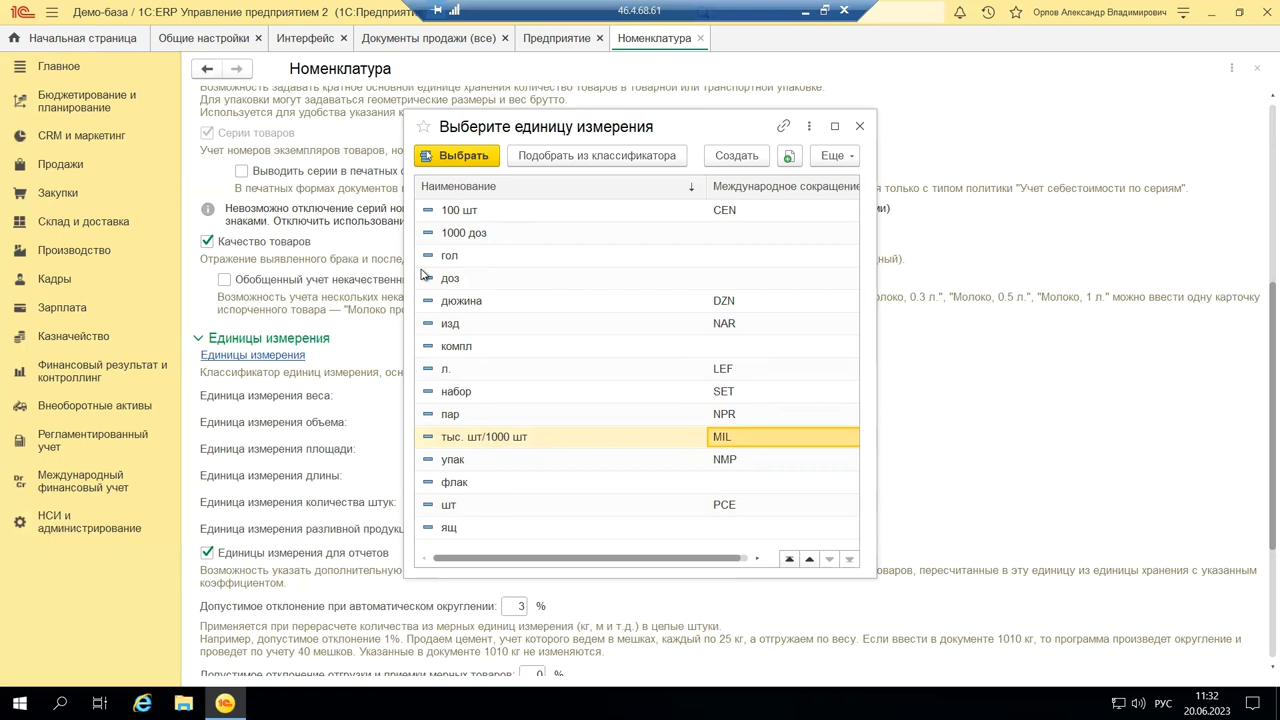 Демо-база / 1С:ERP Управление предприятием 2 (1С:Предприяти
46.4.68.61
Орлов Александр Владимирович
Начальная страница
Общие настройки ×
Интерфейс ×
Документы продажи (все) ×
Предприятие ×
Номенклатура ×
Главное
Бюджетирование и
планирование
CRM и маркетинг
Продажи
Закупки
Склад и доставка
Производство
Кадры
Зарплата
Казначейство
Финансовый результат и
контроллинг
Внеоборотные активы
Регламентированный
учет
Международный
финансовый учет
НСИ и
администрирование
Номенклатура
Возможность задавать кратное основной единице хранения количество товаров в товарной или транспортной упаковке.
Для упаковки могут задаваться геометрические размеры и вес брутто.
Используется для удобства указания к
Серии товаров
Учет номеров экземпляров товаров, но
Выводить серии в печатных ф
В печатных формах документов
я только с типом политики "Учет себестоимости по сериям".
Невозможно отключение серий но
ми)
знаками. Отключить использован
Качество товаров
Отражение выявленного брака и после
ный).
Обобщенный учет некачественн
Возможность учета нескольких нека
олоко, 0.3 л.", "Молоко, 0.5 л.", "Молоко, 1 л." можно ввести одну карточку
испорченного товара — "Молоко пр
Единицы измерения
Единицы измерения
Классификатор единиц измерения, осн
Единица измерения веса:
Единица измерения объема:
Единица измерения площади:
Единица измерения длины:
Единица измерения количества штук:
Единица измерения разливной продукц
Единицы измерения для отчетов
Возможность указать дополнительную
оваров, пересчитанные в эту единицу из единицы хранения с указанным
коэффициентом.
Допустимое отклонение при автоматическом округлении: 3 %
Применяется при перерасчете количества из мерных единиц измерения (кг, м и т.д.) в целые штуки.
Например, допустимое отклонение 1%. Продаем цемент, учет которого ведем в мешках, каждый по 25 кг, а отгружаем по весу. Если ввести в документе 1010 кг, то программа произведет округление и
проведет по учету 40 мешков. Указанные в документе 1010 кг не изменяются.
Допустимое отклонение отгрузки и приемки мерных товаров: 0 %
Выберите единицу измерения
Выбрать
Подобрать из классификатора
Создать
Еще
Наименование ↓ Международное сокращение
100 шт CEN
1000 доз
гол
доз
дюжина DZN
изд NAR
компл
л. LEF
набор SET
пар NPR
тыс. шт/1000 шт MIL
упак NMP
флак
шт PCE
ящ
РУС
11:32
20.06.2023